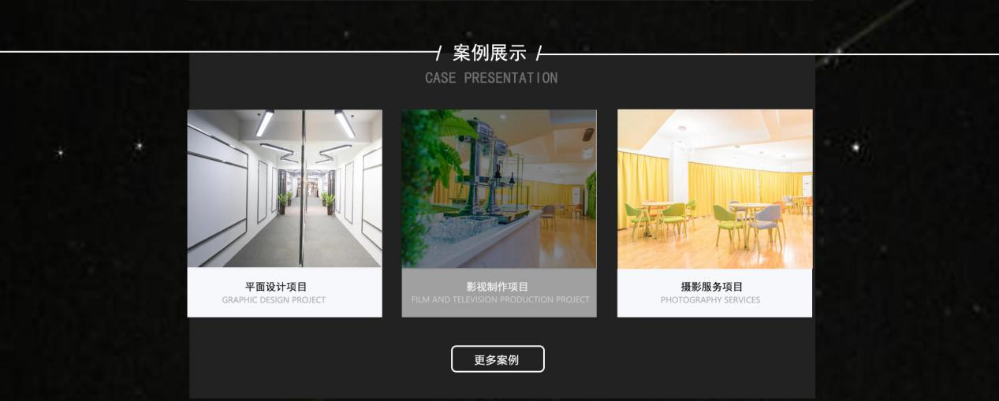 / 案例展示 /
CASE PRESENTATION
平面设计项目
GRAPHIC DESIGN PROJECT
影视制作项目
FILM AND TELEVISION PRODUCTION PROJECT
摄影服务项目
PHOTOGRAPHY SERVICES
更多案例